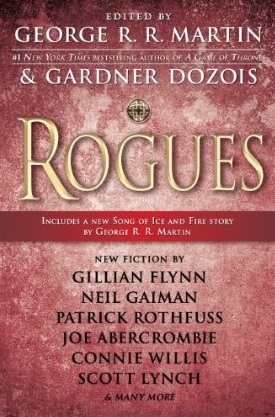 EDITED BY
GEORGE R. R. MARTIN
#1 NEW YORK TIMES BESTSELLING AUTHOR OF A GAME OF THRONES
& GARDNER DOZOIS
ROGUES
INCLUDES A NEW SONG OF ICE AND FIRE STORY
BY GEORGE R. R. MARTIN
NEW FICTION BY
GILLIAN FLYNN
NEIL GAIMAN
PATRICK ROTHFUSS
JOE ABERCROMBIE
CONNIE WILLIS
SCOTT LYNCH
& MANY MORE